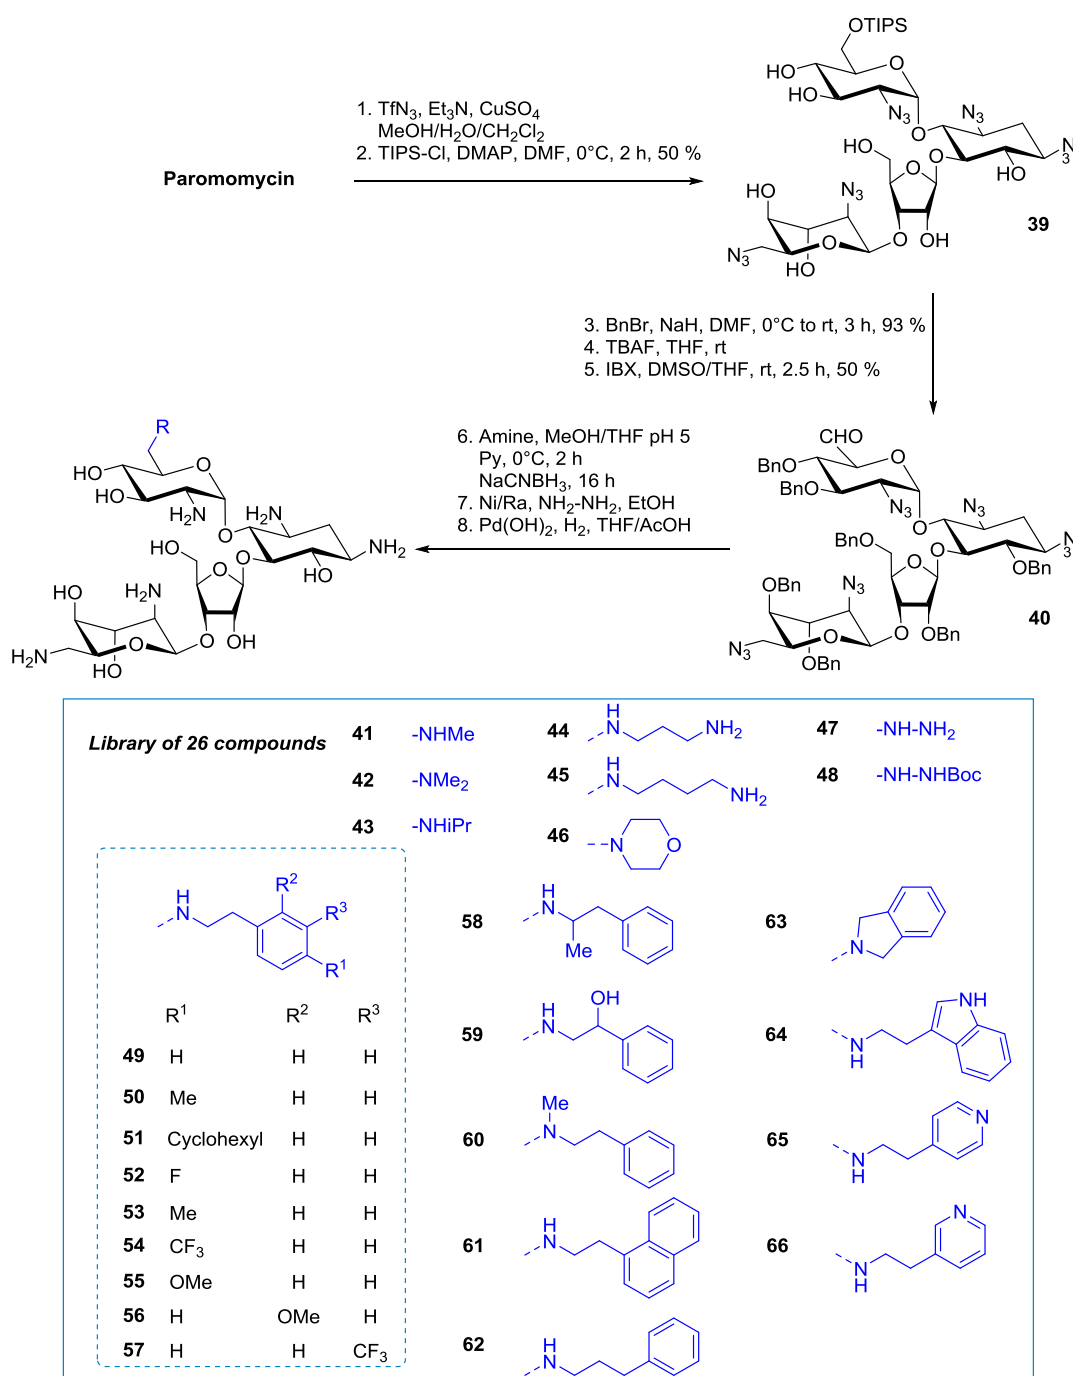 Paromomycin
1. TfN₃, Et₃N, CuSO₄
MeOH/H₂O/CH₂Cl₂
2. TIPS-Cl, DMAP, DMF, 0°C, 2 h, 50 %
OTIPS
O
HO
HO
N₃
O
N₃
N₃
HO
O
HO
O
HO
N₃
O
N₃
O
HO
OH
39
3. BnBr, NaH, DMF, 0°C to rt, 3 h, 93 %
4. TBAF, THF, rt
5. IBX, DMSO/THF, rt, 2.5 h, 50 %
R
O
HO
HO
H₂N
O
H₂N
NH₂
HO
O
HO
O
HO
H₂N
O
H₂N
O
HO
OH
6. Amine, MeOH/THF pH 5
Py, 0°C, 2 h
NaCNBH₃, 16 h
7. Ni/Ra, NH₂-NH₂, EtOH
8. Pd(OH)₂, H₂, THF/AcOH
CHO
O
BnO
BnO
N₃
O
N₃
N₃
OBn
O
BnO
O
OBn
N₃
O
N₃
O
OBn
OBn
40
Library of 26 compounds
41 -NHMe
42 -NMe₂
43 -NHiPr
44 H N NH₂
45 H N NH₂
46 N O
47 -NH-NH₂
48 -NH-NHBoc
H N R² R³ R¹
R¹ R² R³
49 H H H
50 Me H H
51 Cyclohexyl H H
52 F H H
53 Me H H
54 CF₃ H H
55 OMe H H
56 H OMe H
57 H H CF₃
58 H N Me
59 H N OH
60 Me N
61 H N
62 H N
63 N
64 N H NH
65 N H N
66 N H N